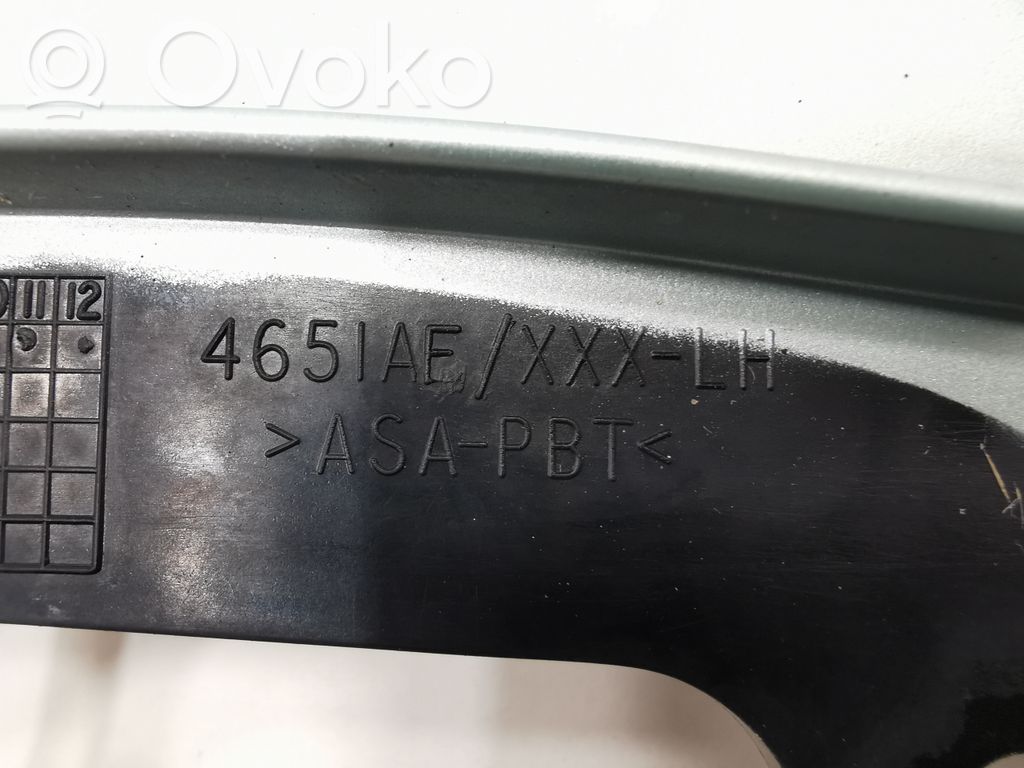 Ovoko
11 12
4651AE/XXX-LH
>ASA-PBT<